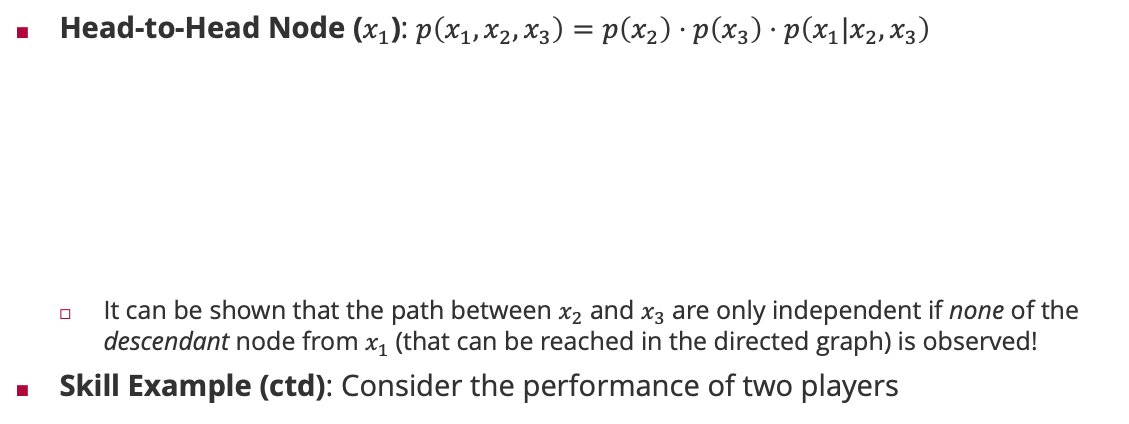 ▪ Head-to-Head Node (𝑥₁): 𝑝(𝑥₁, 𝑥₂, 𝑥₃) = 𝑝(𝑥₂) · 𝑝(𝑥₃) · 𝑝(𝑥₁|𝑥₂, 𝑥₃)
▫ It can be shown that the path between 𝑥₂ and 𝑥₃ are only independent if none of the
descendant node from 𝑥₁ (that can be reached in the directed graph) is observed!
▪ Skill Example (ctd): Consider the performance of two players